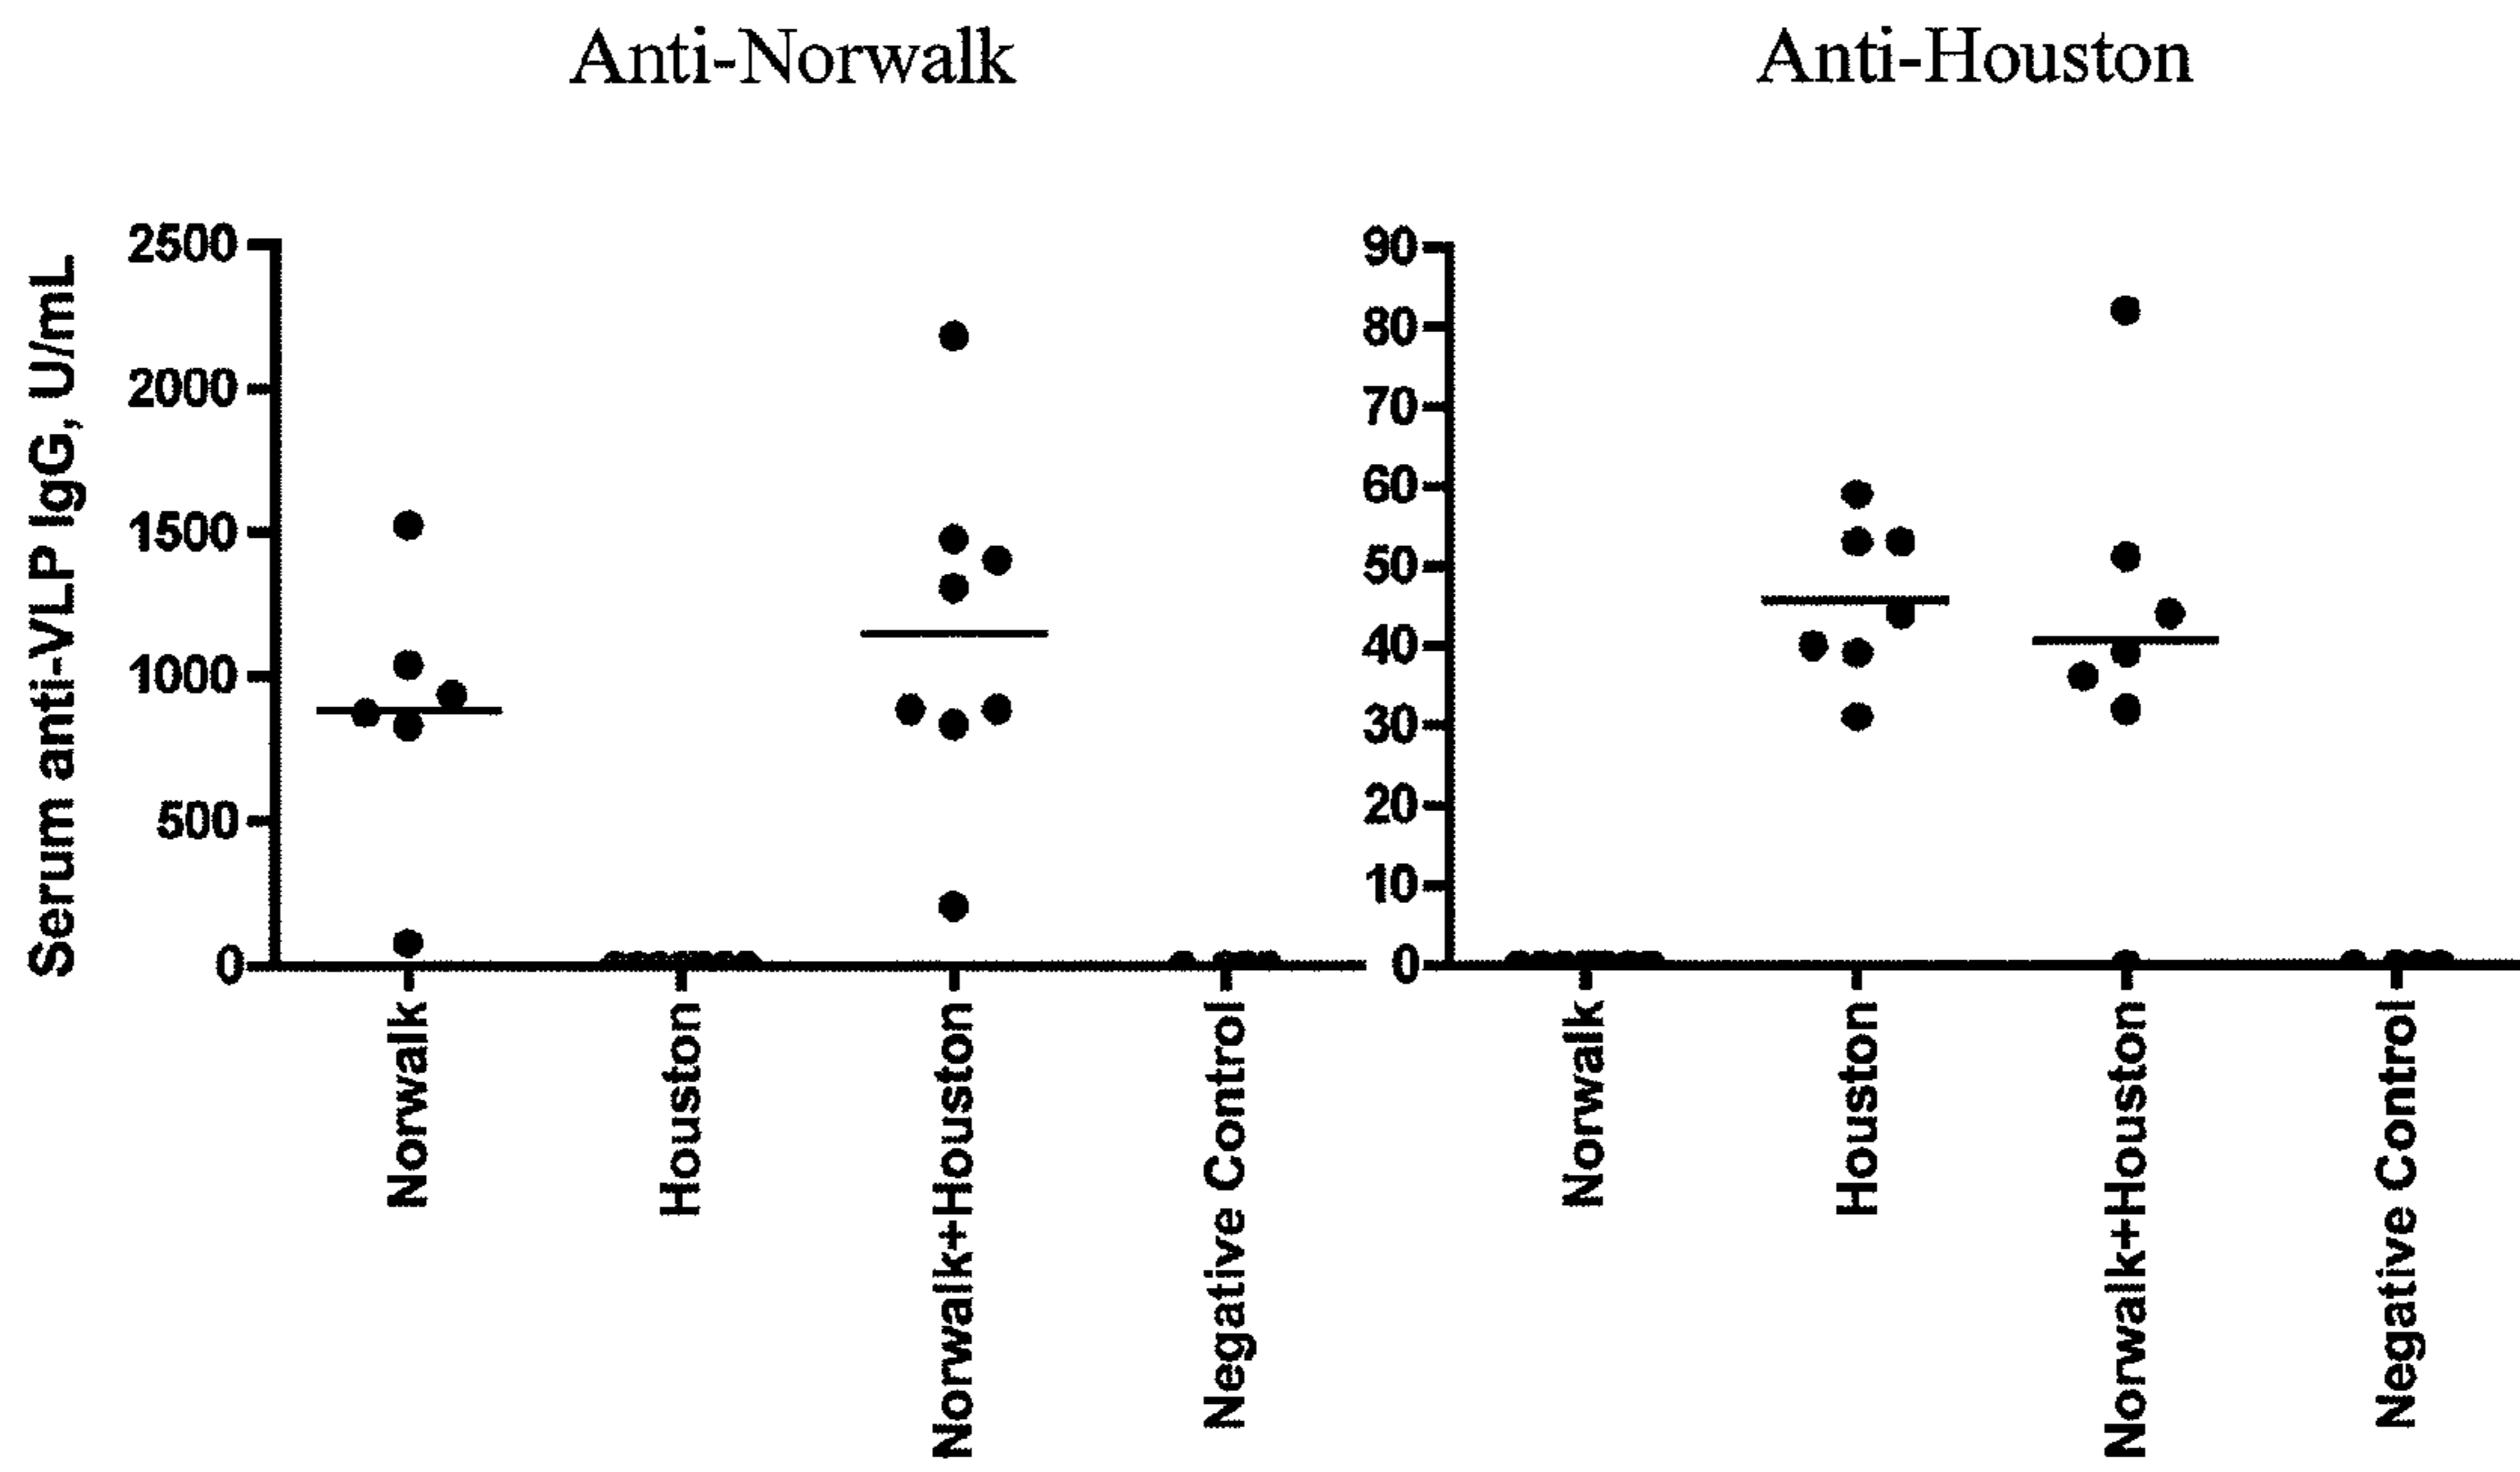 Anti-Norwalk
Anti-Houston
Serum anti-VLP IgG, U/mL
2500
2000
1500
1000
500
0
Norwalk
Houston
Norwalk+Houston
Negative Control
90
80
70
60
50
40
30
20
10
0
Norwalk
Houston
Norwalk+Houston
Negative Control